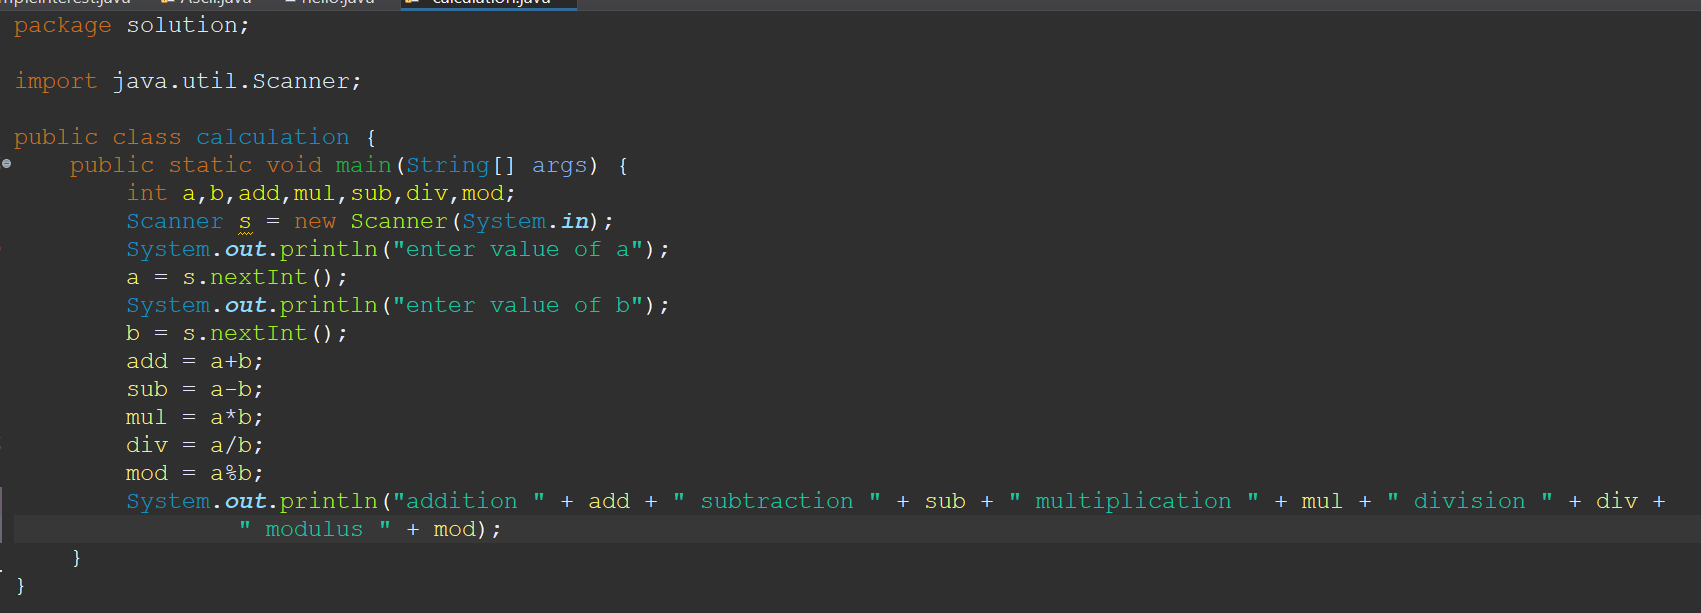 package solution;
import java.util.Scanner;
public class calculation {
public static void main(String[] args) {
int a,b,add,mul,sub,div,mod;
Scanner s = new Scanner(System.in);
System.out.println("enter value of a");
a = s.nextInt();
System.out.println("enter value of b");
b = s.nextInt();
add = a+b;
sub = a-b;
mul = a*b;
div = a/b;
mod = a%b;
System.out.println("addition " + add + " subtraction " + sub + " multiplication " + mul + " division " + div +
" modulus " + mod);
}
}